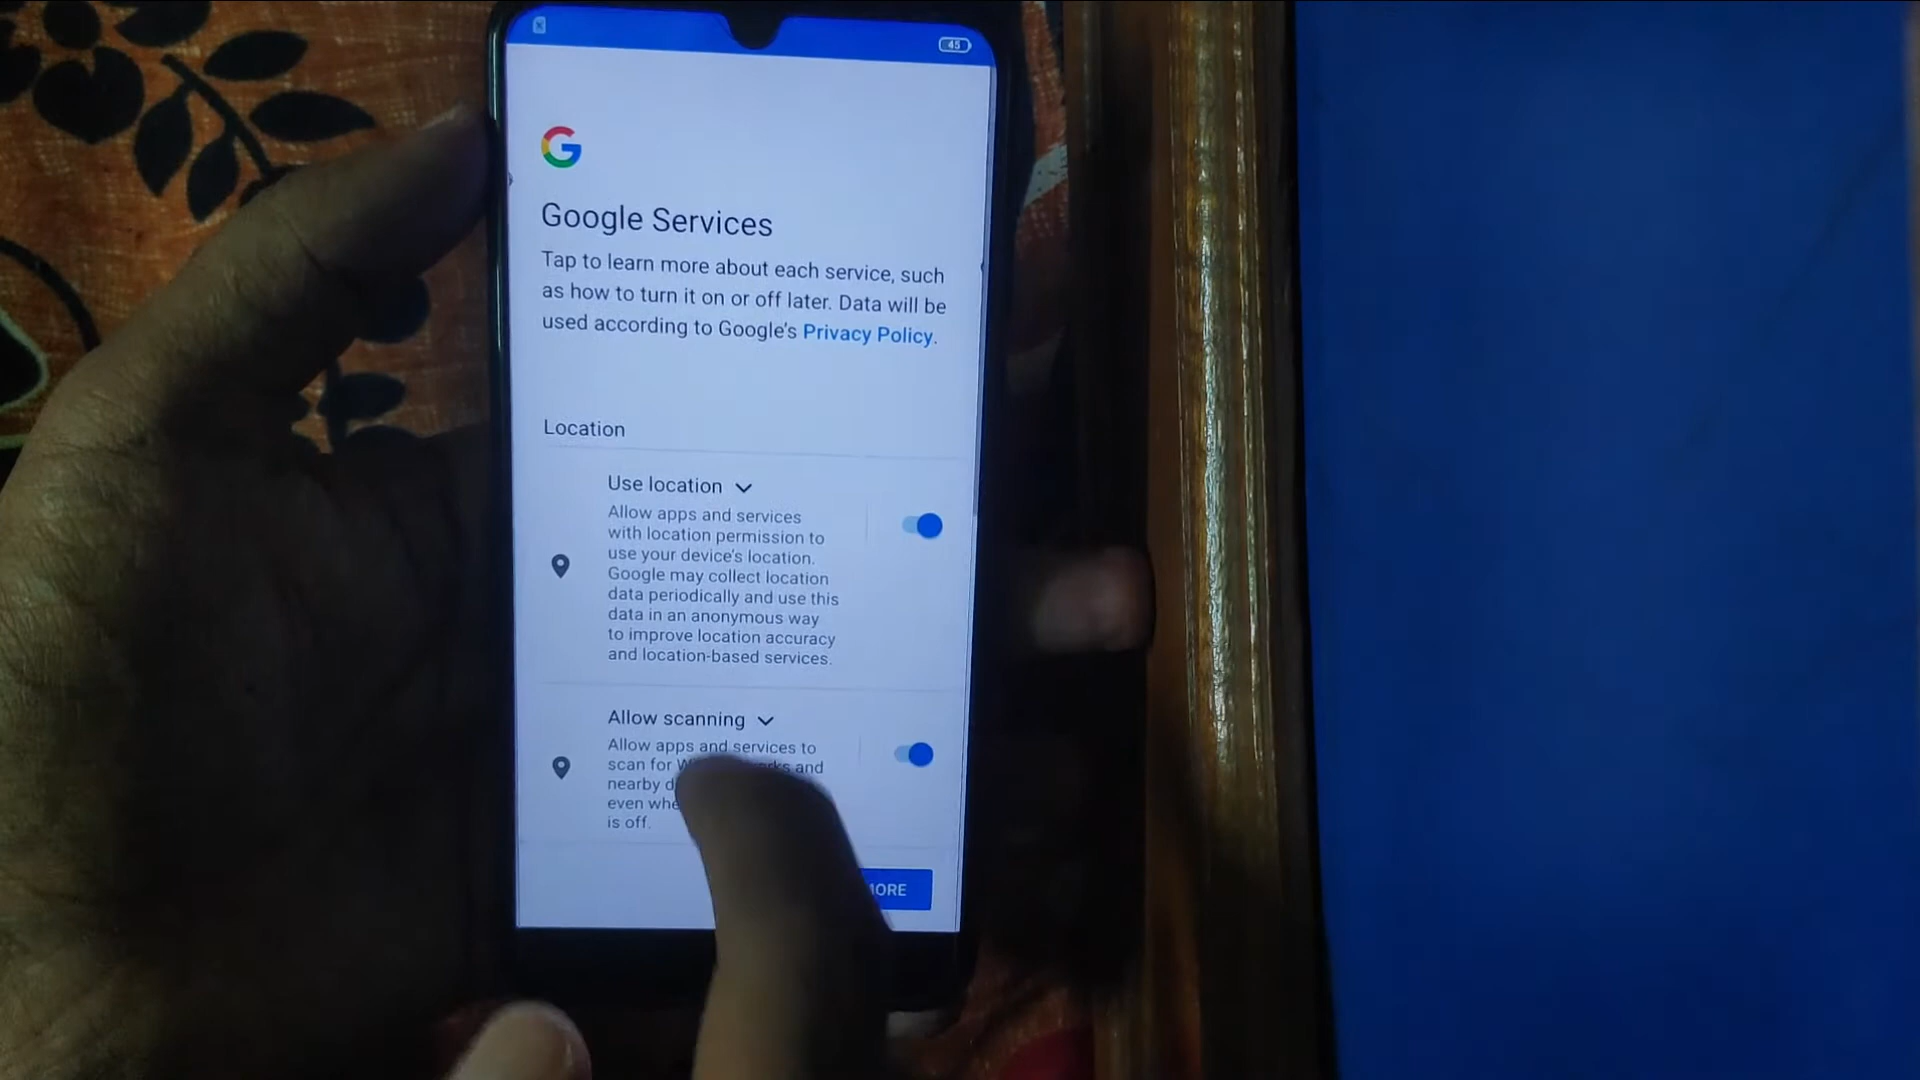 45
G
Google Services
Tap to learn more about each service, such
as how to turn it on or off later. Data will be
used according to Google's Privacy Policy.
Location
Use location
Allow apps and services
with location permission to
use your device's location.
Google may collect location
data periodically and use this
data in an anonymous way
to improve location accuracy
and location-based services.
Allow scanning
Allow apps and services to
scan for and
nearby
even
is off.